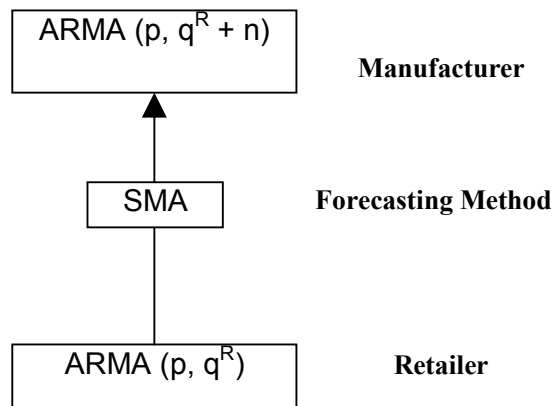 ARMA (p, q^R + n)
Manufacturer
SMA
Forecasting Method
ARMA (p, q^R)
Retailer